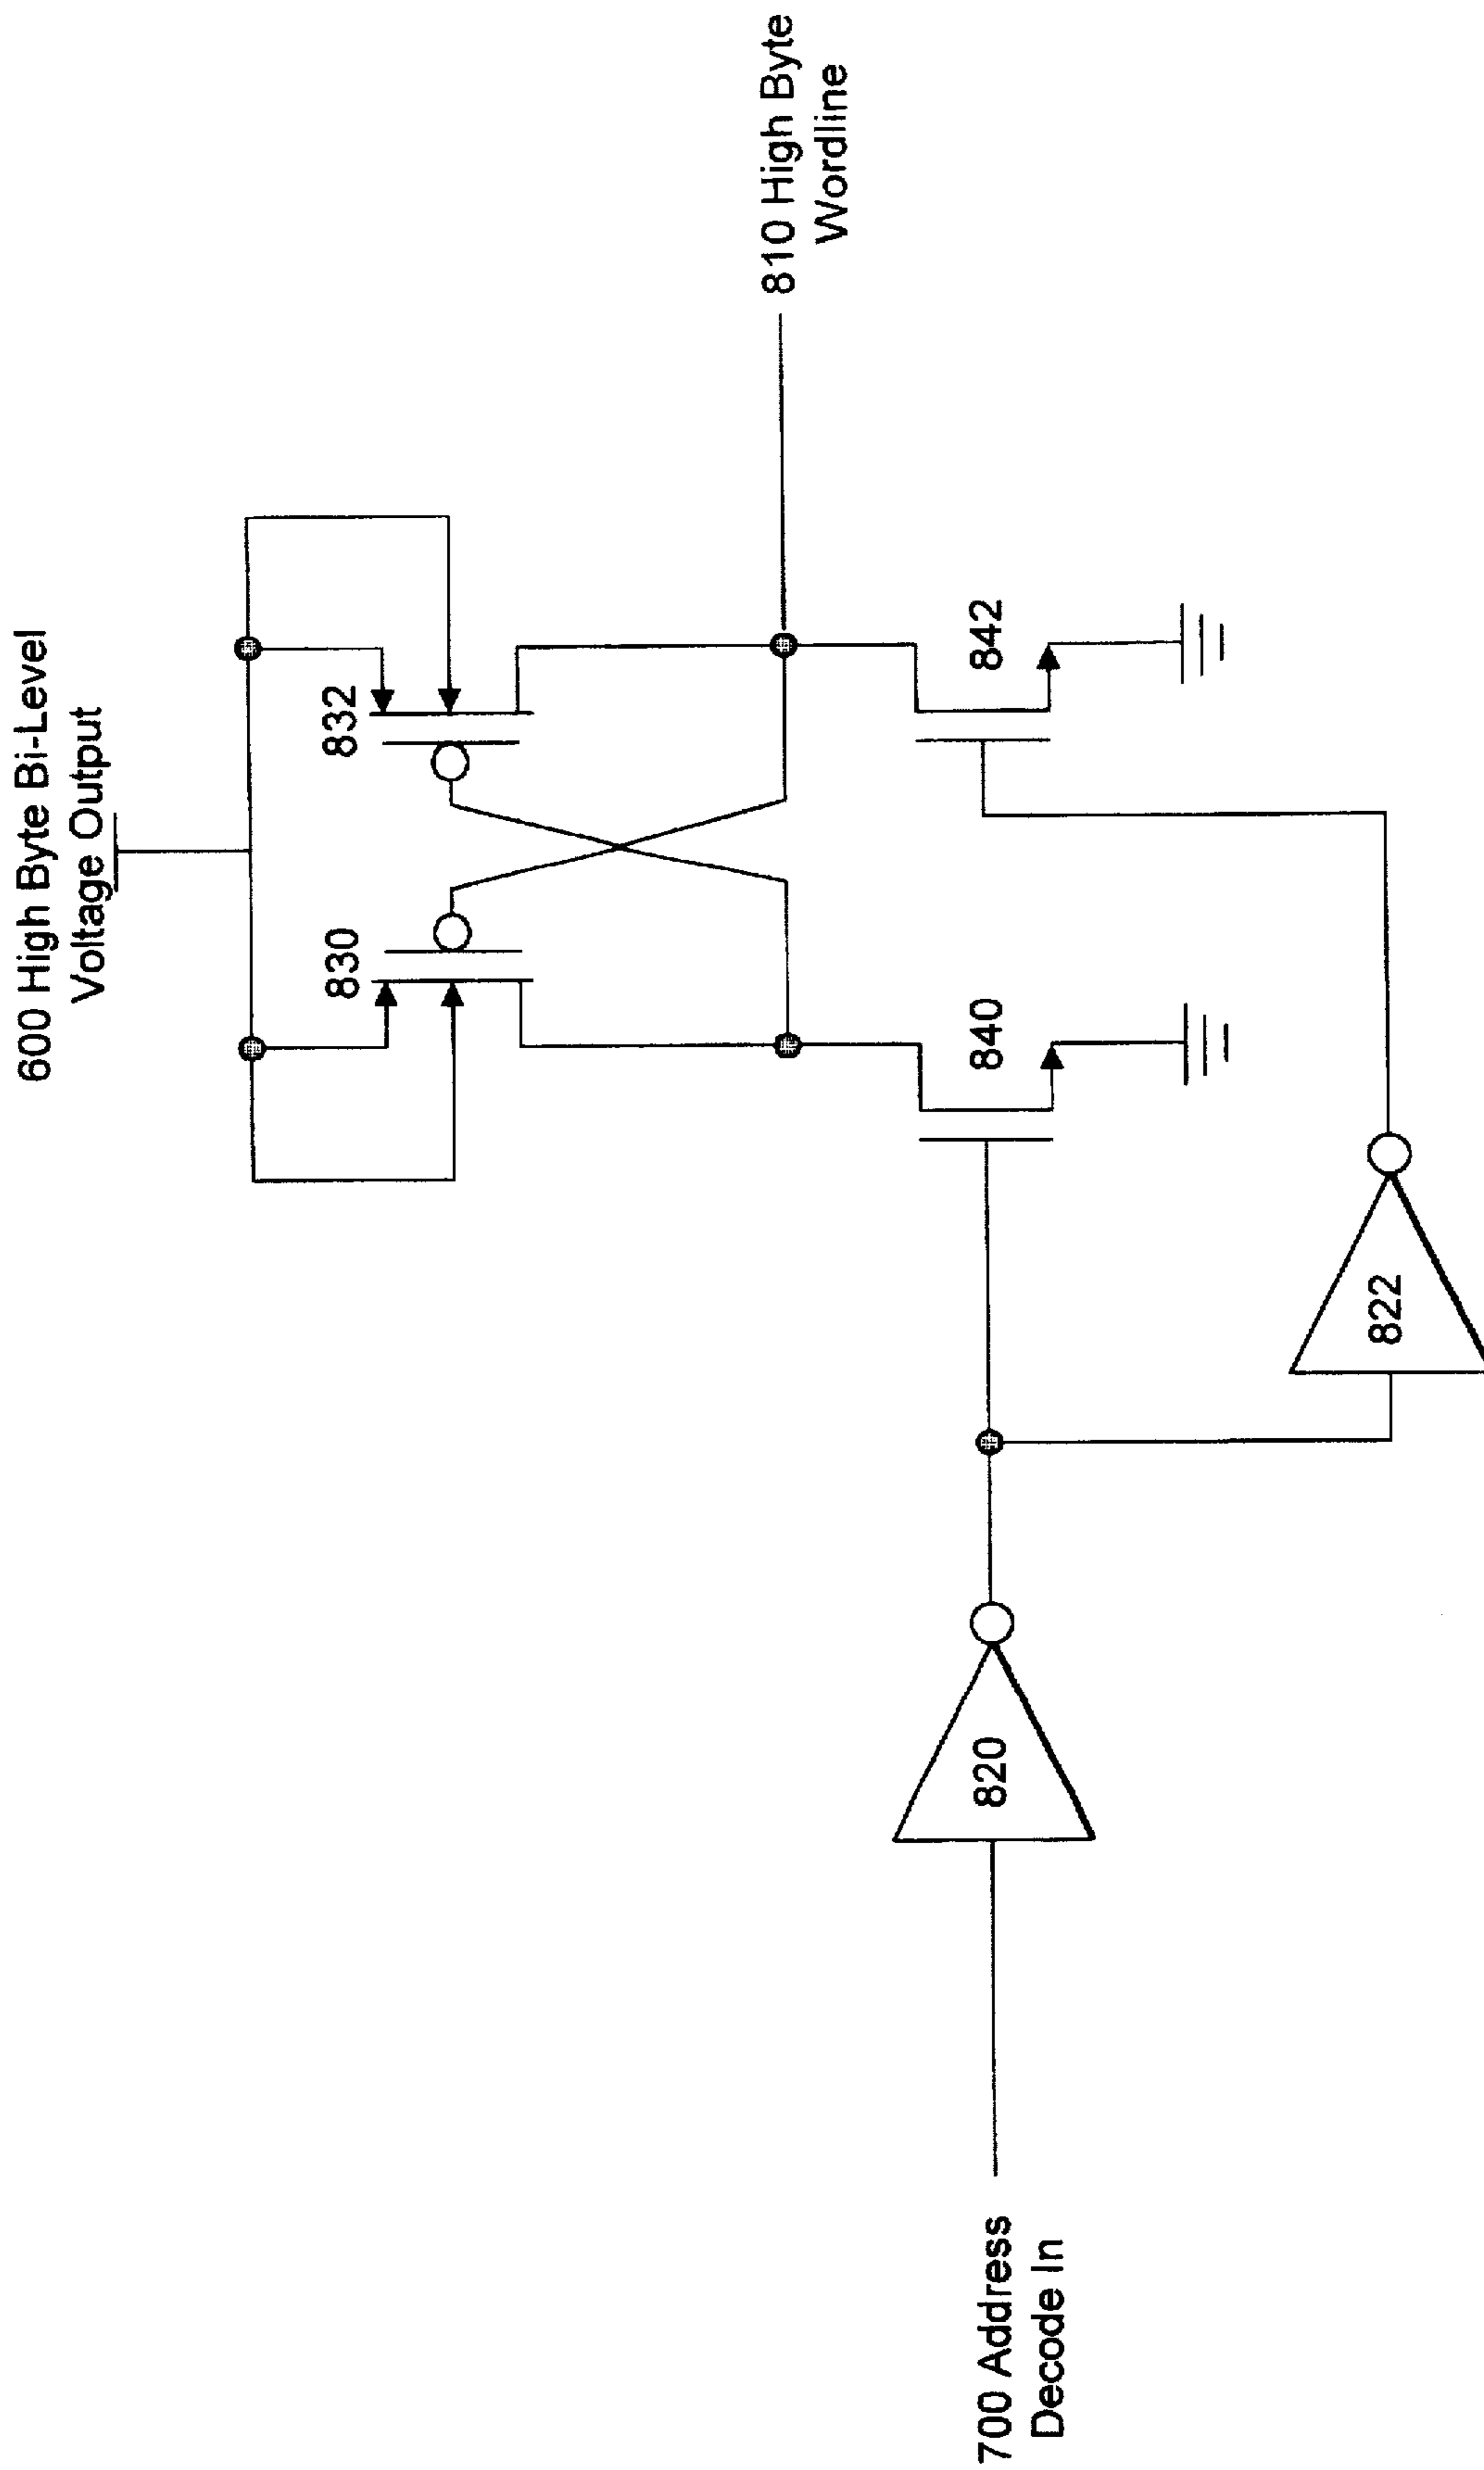 600 High Byte Bi-Level
Voltage Output
830
832
810 High Byte
Wordline
840
842
700 Address
Decode In
820
822